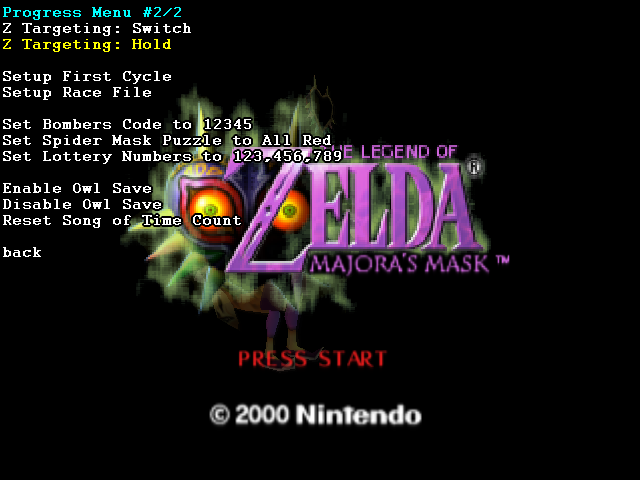 Progress Menu #2/2
Z Targeting: Switch
Z Targeting: Hold
Setup First Cycle
Setup Race File
Set Bombers Code to 12345
Set Spider Mask Puzzle to All Red
Set Lottery Numbers to 123,456,789
Enable Owl Save
Disable Owl Save
Reset Song of Time Count
back
THE LEGEND OF
ZELDA®
MAJORA'S MASK™
PRESS START
© 2000 Nintendo